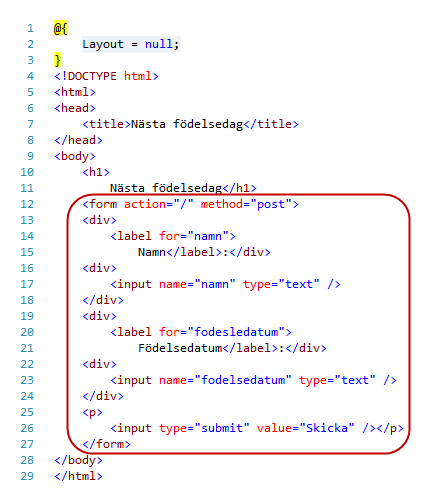 1 @{
2     Layout = null;
3 }
4 <!DOCTYPE html>
5 <html>
6 <head>
7     <title>Nästa födelsedag</title>
8 </head>
9 <body>
10     <h1>
11         Nästa födelsedag</h1>
12     <form action="/" method="post">
13     <div>
14         <label for="namn">
15             Namn</label>:</div>
16     <div>
17         <input name="namn" type="text" />
18     </div>
19     <div>
20         <label for="fodesledatum">
21             Födelsedatum</label>:</div>
22     <div>
23         <input name="fodelsedatum" type="text" />
24     </div>
25     <p>
26         <input type="submit" value="Skicka" /></p>
27     </form>
28 </body>
29 </html>